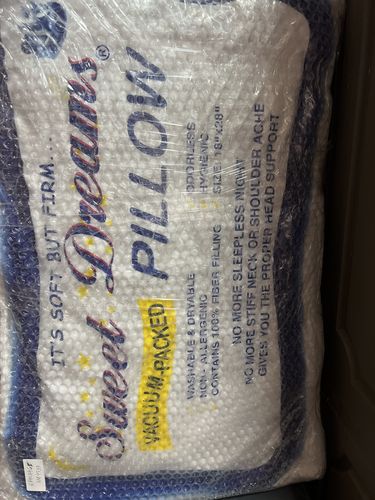 IT'S SOFT BUT FIRM....
Sweet Dreams®
VACUUM-PACKED PILLOW
WASHABLE & DRYABLE
NON - ALLERGENIC
CONTAINS 100% FIBER FILLING
ODORLESS
HYGIENIC
SIZE: 18"x28"
NO MORE SLEEPLESS NIGHT
NO MORE STIFF NECK OR SHOULDER ACHE
GIVES YOU THE PROPER HEAD SUPPORT